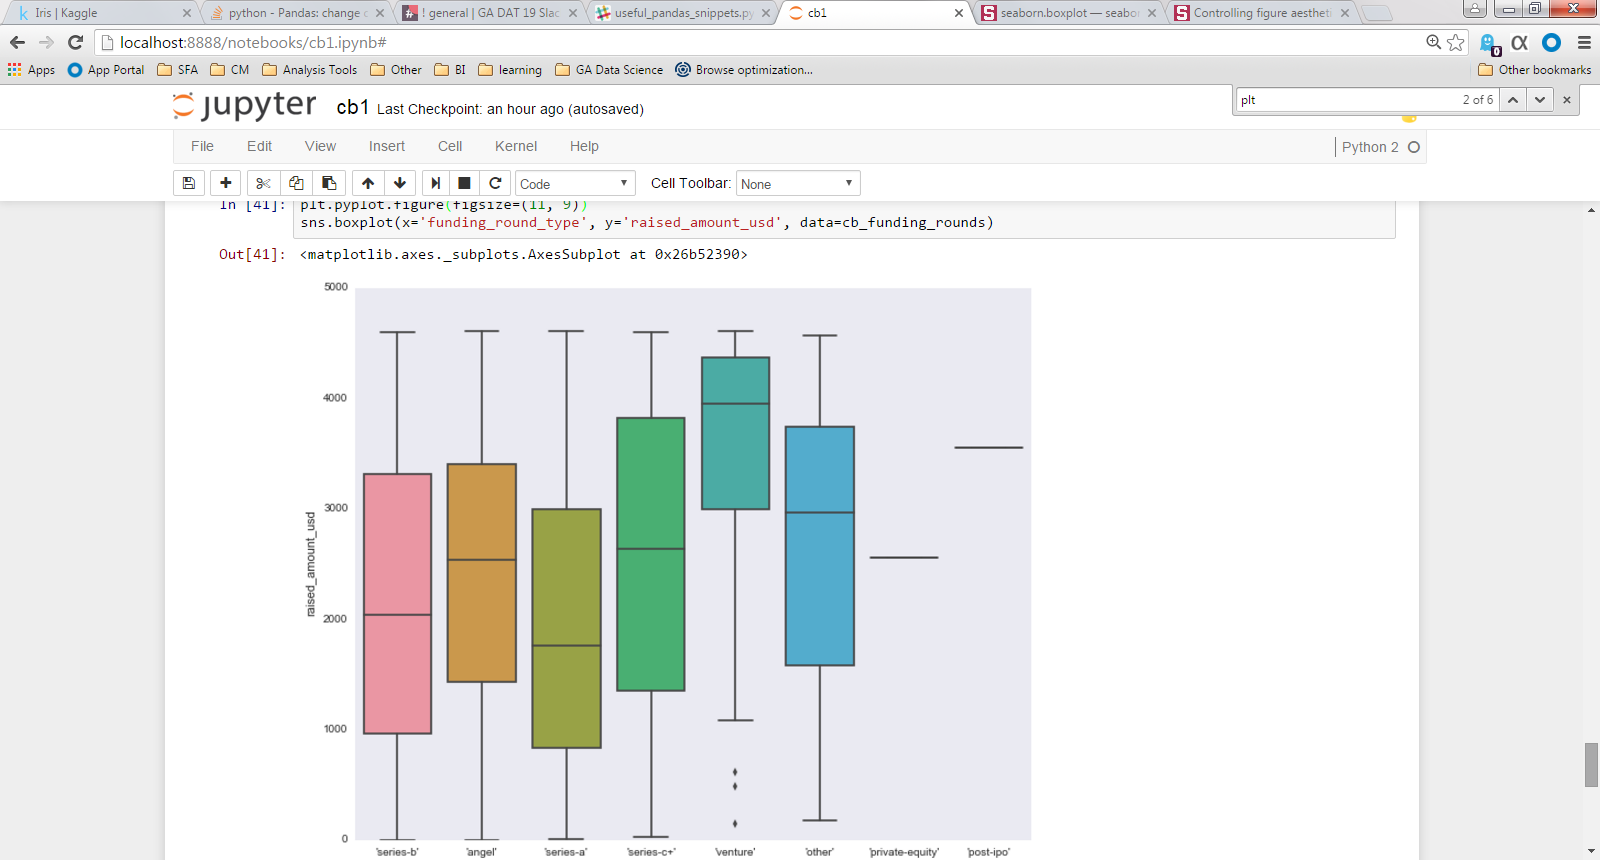 Iris | Kaggle
python - Pandas: change c
! general | GA DAT 19 Slac
useful_pandas_snippets.py
cb1
seaborn.boxplot — seabor
Controlling figure aestheti
localhost:8888/notebooks/cb1.ipynb#
0
α
Apps
App Portal
SFA
CM
Analysis Tools
Other
BI
learning
GA Data Science
Browse optimization...
Other bookmarks
plt
2 of 6
jupyter
cb1 Last Checkpoint: an hour ago (autosaved)
File
Edit
View
Insert
Cell
Kernel
Help
Python 2
Code
Cell Toolbar:
None
In [41]:
plt.pyplot.figure(figsize=(11, 9))
sns.boxplot(x='funding_round_type', y='raised_amount_usd', data=cb_funding_rounds)
Out[41]:
<matplotlib.axes._subplots.AxesSubplot at 0x26b52390>
5000
4000
3000
2000
1000
0
raised_amount_usd
'series-b'
'angel'
'series-a'
'series-c+'
'venture'
'other'
'private-equity'
'post-ipo'